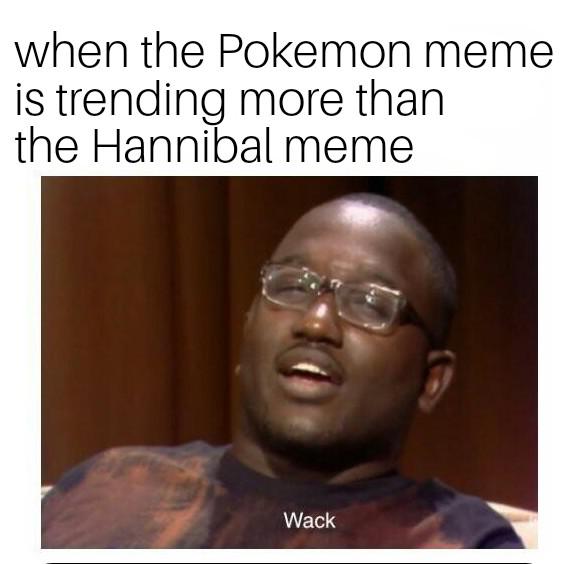 when the Pokemon meme
is trending more than
the Hannibal meme
Wack